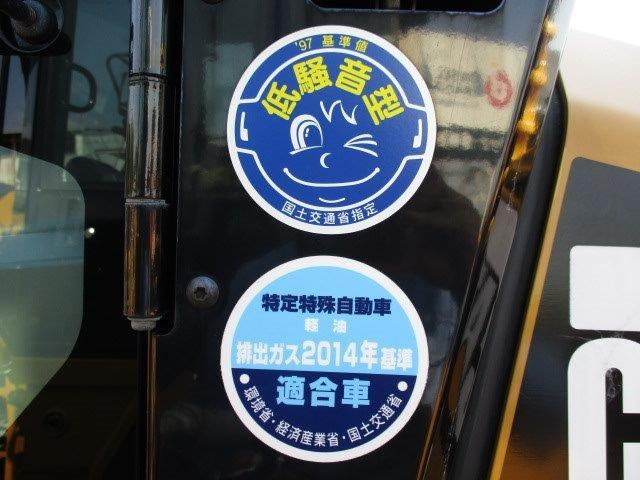 '97 基準値
低騒音型
国土交通省指定
特定特殊自動車
軽油
排出ガス2014年基準
適合車
・環境省・経済産業省・国土交通省・